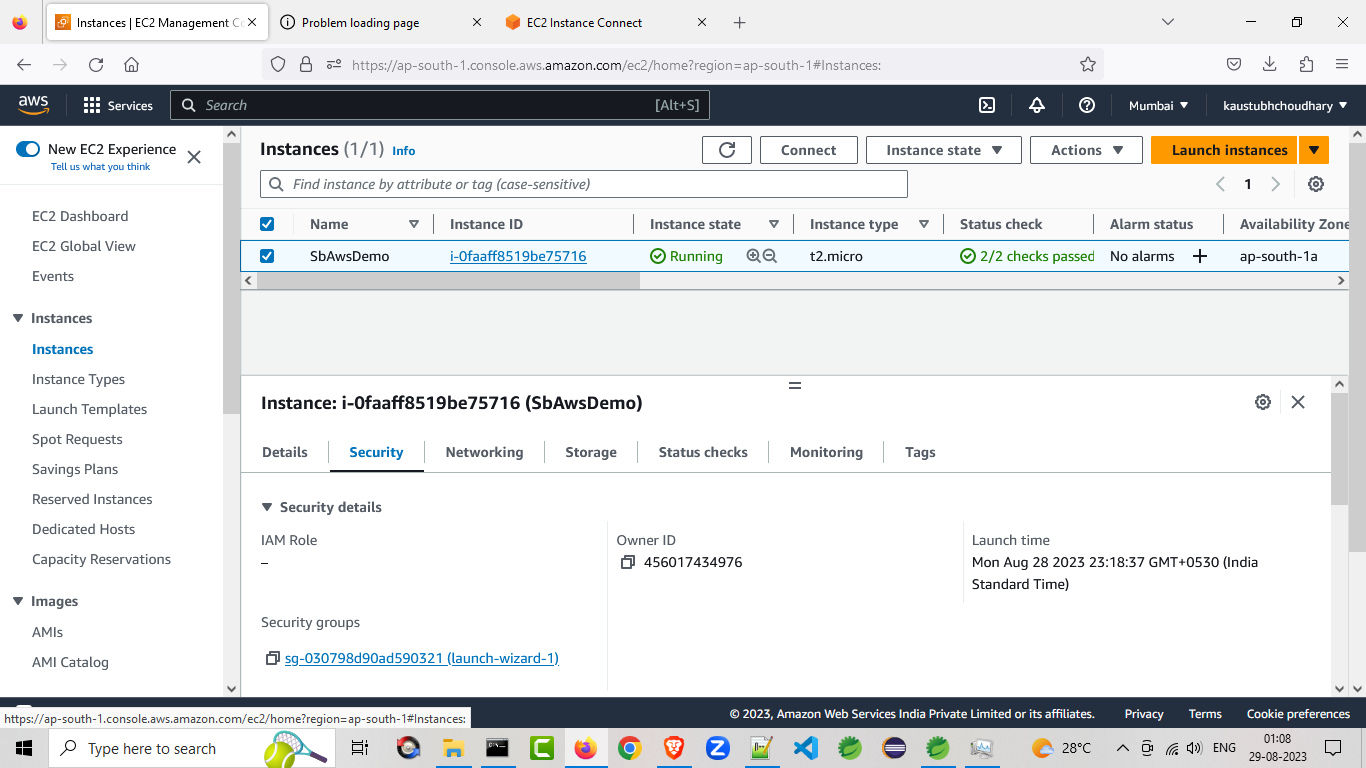 Instances | EC2 Management Co
Problem loading page
EC2 Instance Connect
https://ap-south-1.console.aws.amazon.com/ec2/home?region=ap-south-1#Instances:
aws
Services
Search
[Alt+S]
Mumbai
kaustubhchoudhary
New EC2 Experience
Tell us what you think
EC2 Dashboard
EC2 Global View
Events
Instances
Instances
Instance Types
Launch Templates
Spot Requests
Savings Plans
Reserved Instances
Dedicated Hosts
Capacity Reservations
Images
AMIs
AMI Catalog
Instances (1/1) Info
Connect
Instance state
Actions
Launch instances
Find instance by attribute or tag (case-sensitive)
1
Name Instance ID Instance state Instance type Status check Alarm status Availability Zone
SbAwsDemo i-0faaff8519be75716 Running t2.micro 2/2 checks passed No alarms ap-south-1a
Instance: i-0faaff8519be75716 (SbAwsDemo)
Details Security Networking Storage Status checks Monitoring Tags
Security details
IAM Role
–
Owner ID
456017434976
Launch time
Mon Aug 28 2023 23:18:37 GMT+0530 (India
Standard Time)
Security groups
sg-030798d90ad590321 (launch-wizard-1)
https://ap-south-1.console.aws.amazon.com/ec2/home?region=ap-south-1#Instances:
© 2023, Amazon Web Services India Private Limited or its affiliates.
Privacy
Terms
Cookie preferences
Type here to search
28°C
ENG
01:08
29-08-2023